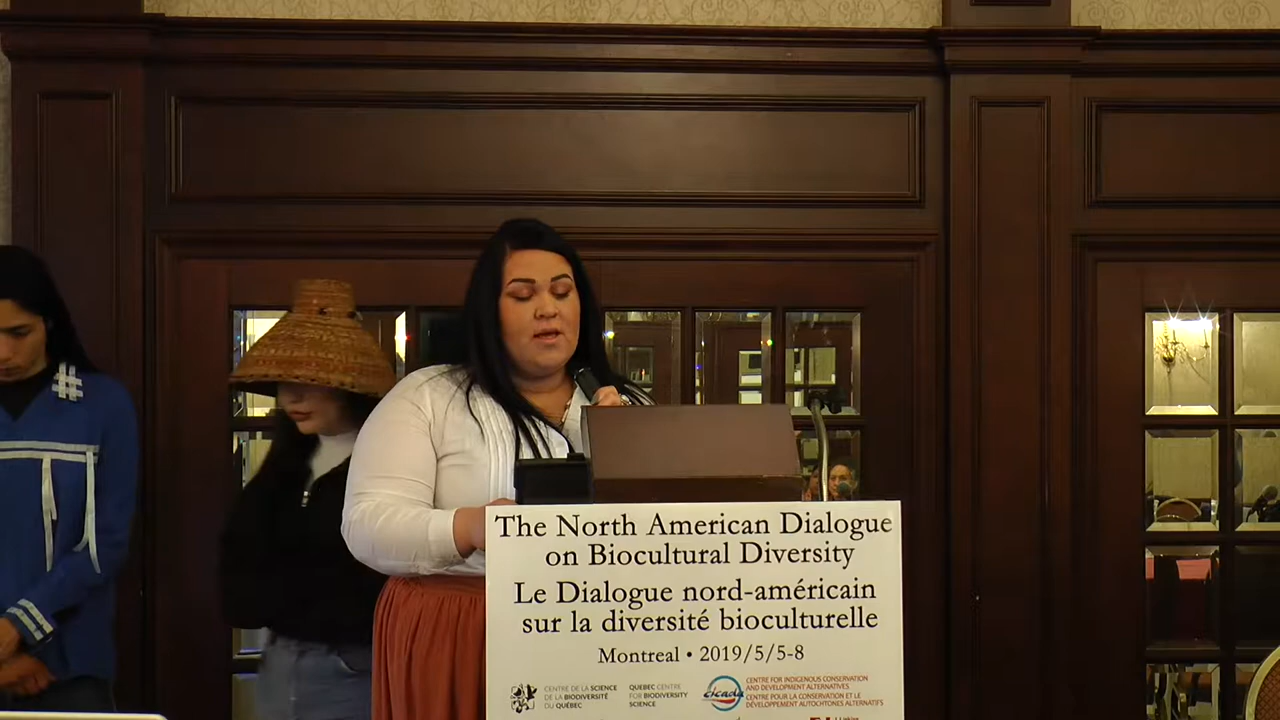 The North American Dialogue
on Biocultural Diversity
Le Dialogue nord-américain
sur la diversité bioculturelle
Montreal • 2019/5/5-8
CENTRE DE LA SCIENCE
DE LA BIODIVERSITÉ
DU QUÉBEC
QUEBEC CENTRE
FOR BIODIVERSITY
SCIENCE
cicada
CENTRE FOR INDIGENOUS CONSERVATION
AND DEVELOPMENT ALTERNATIVES
CENTRE POUR LA CONSERVATION ET LE
DÉVELOPPEMENT AUTOCHTONES ALTERNATIFS